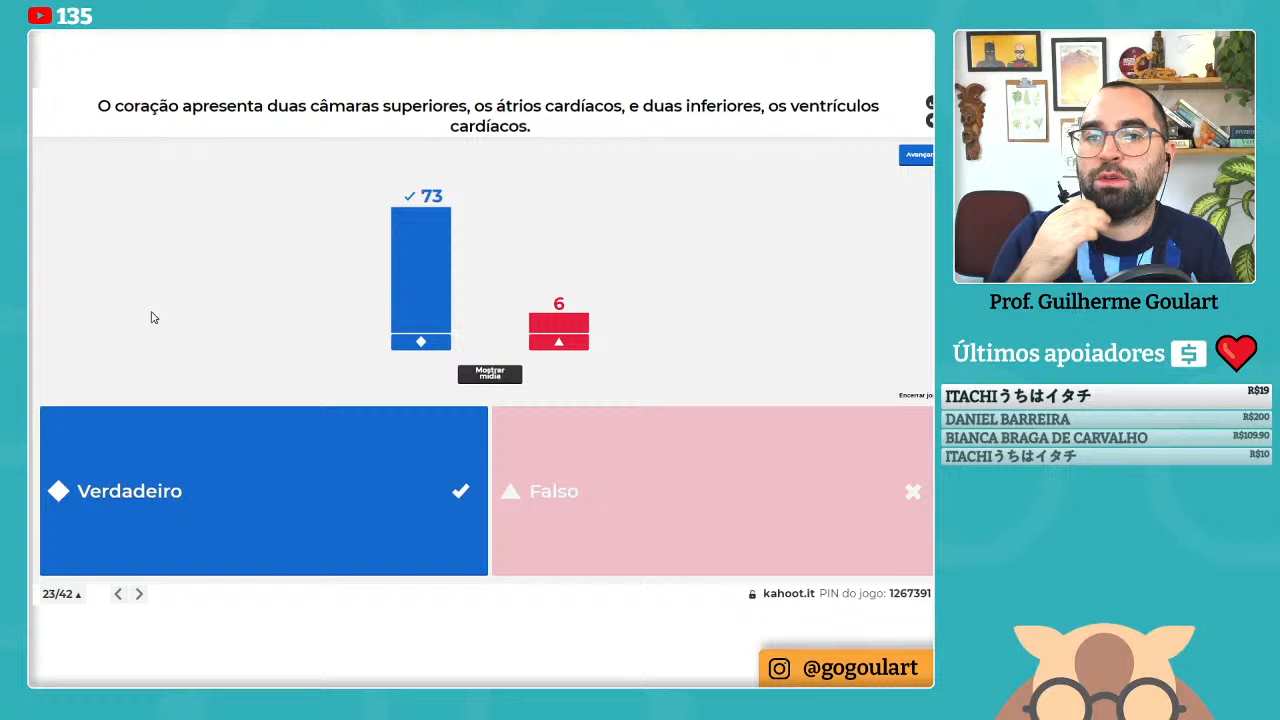 135
O coração apresenta duas câmaras superiores, os átrios cardíacos, e duas inferiores, os ventrículos
cardíacos.
Avançar
73
6
Mostrar
mídia
Encerrar jo
Verdadeiro
Falso
23/42
kahoot.it PIN do jogo: 1267391
@gogoulart
Prof. Guilherme Goulart
Últimos apoiadores
ITACHIうちはイタチ R$19
DANIEL BARREIRA R$200
BIANCA BRAGA DE CARVALHO R$109.90
ITACHIうちはイタチ R$10